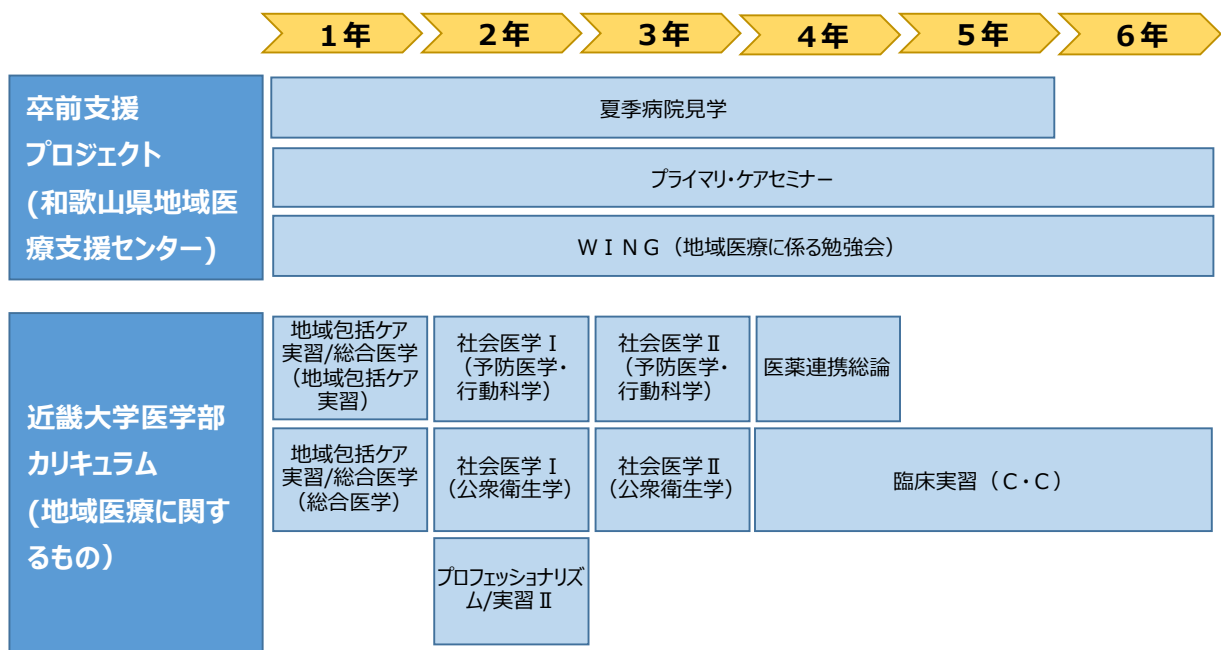 1年
2年
3年
4年
5年
6年
卒前支援
プロジェクト
(和歌山県地域医
療支援センター)
夏季病院見学
プライマリ・ケアセミナー
ＷＩＮＧ（地域医療に係る勉強会）
近畿大学医学部
カリキュラム
(地域医療に関す
るもの）
地域包括ケア
実習/総合医学
（地域包括ケア
実習）
社会医学Ⅰ
（予防医学・
行動科学）
社会医学Ⅱ
（予防医学・
行動科学）
医薬連携総論
地域包括ケア
実習/総合医学
（総合医学）
社会医学Ⅰ
（公衆衛生学）
社会医学Ⅱ
（公衆衛生学）
臨床実習（Ｃ・Ｃ）
プロフェッショナリズ
ム/実習Ⅱ